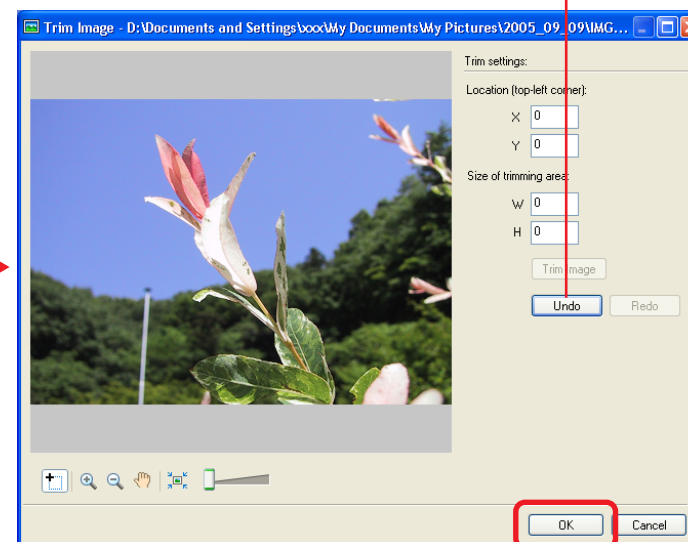 Trim Image - D:\Documents and Settings\xxx\My Documents\My Pictures\2005_09_09\IMG...
Trim settings:
Location (top-left corner):
X 0
Y 0
Size of trimming area:
W 0
H 0
Trim Image
Undo Redo
OK Cancel